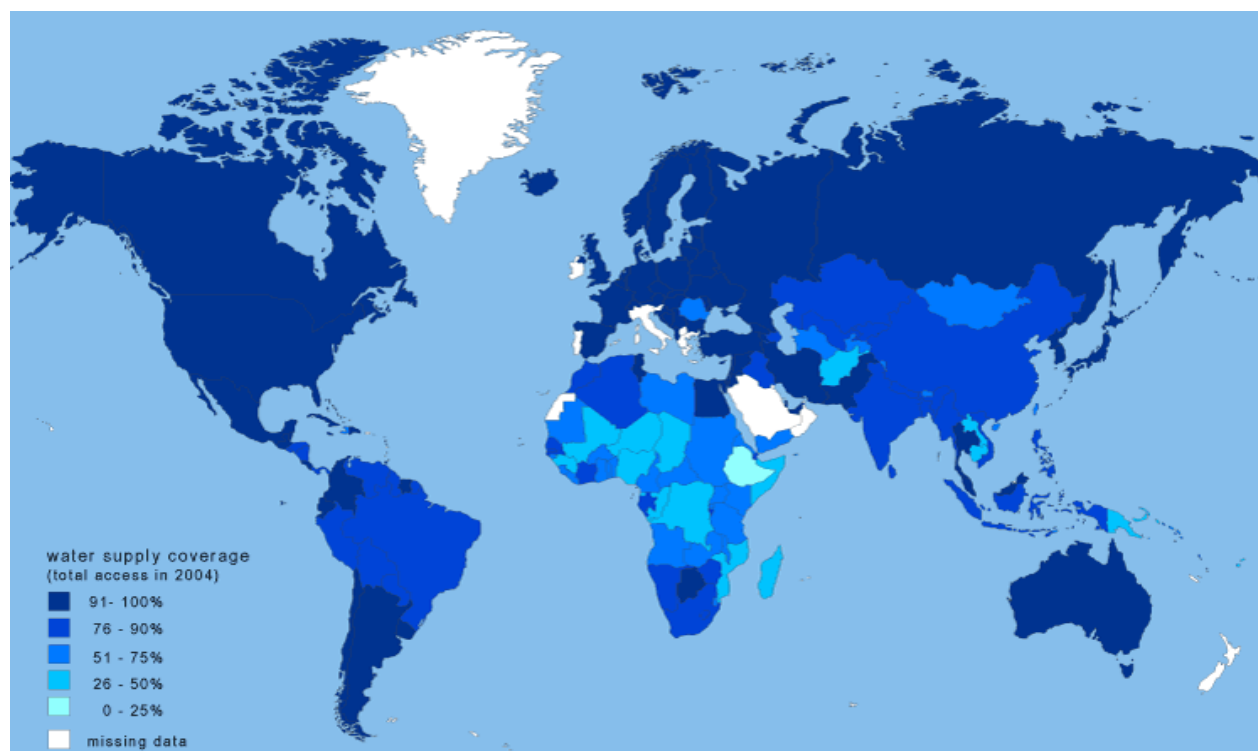 water supply coverage
(total access in 2004)
91- 100%
76 - 90%
51 - 75%
26 - 50%
0 - 25%
missing data